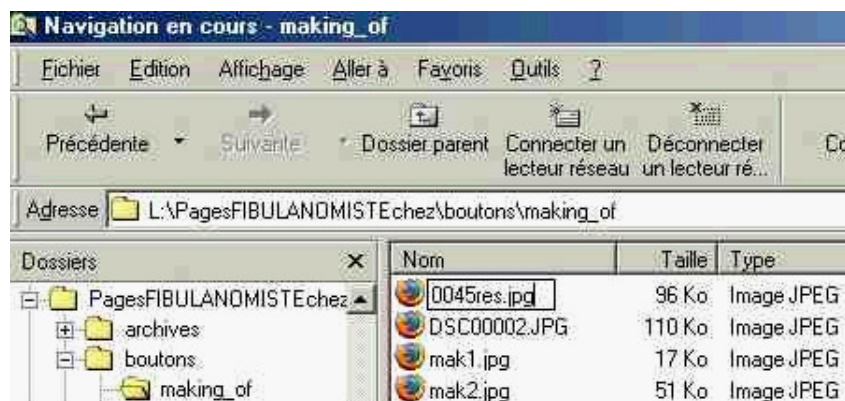 Navigation en cours - making_of
Fichier Edition Affichage Aller à Favoris Outils ?
Précédente Suivante Dossier parent Connecter un lecteur réseau Déconnecter un lecteur ré... Co
Adresse L:\PagesFIBULANOMISTEchez\boutons\making_of
Dossiers × Nom Taille Type
PagesFIBULANOMISTEchez 0045res.jpg 96 Ko Image JPEG
archives DSC00002.JPG 110 Ko Image JPEG
boutons mak1.jpg 17 Ko Image JPEG
making_of mak2.jpg 51 Ko Image JPEG